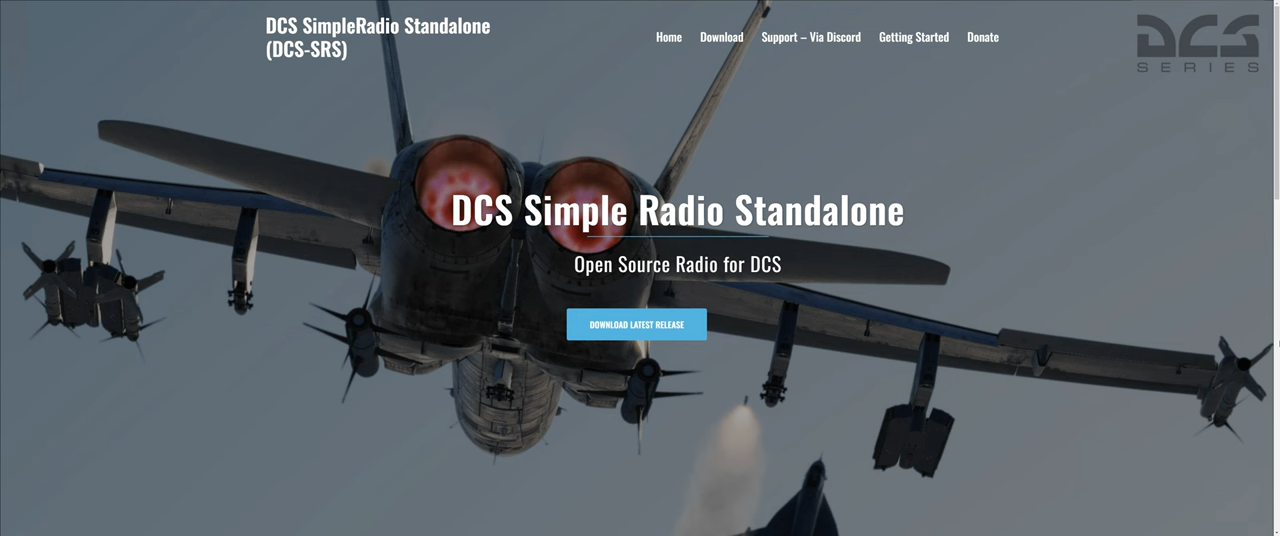 DCS SimpleRadio Standalone
(DCS-SRS)
Home
Download
Support – Via Discord
Getting Started
Donate
DCS
SERIES
DCS Simple Radio Standalone
Open Source Radio for DCS
DOWNLOAD LATEST RELEASE